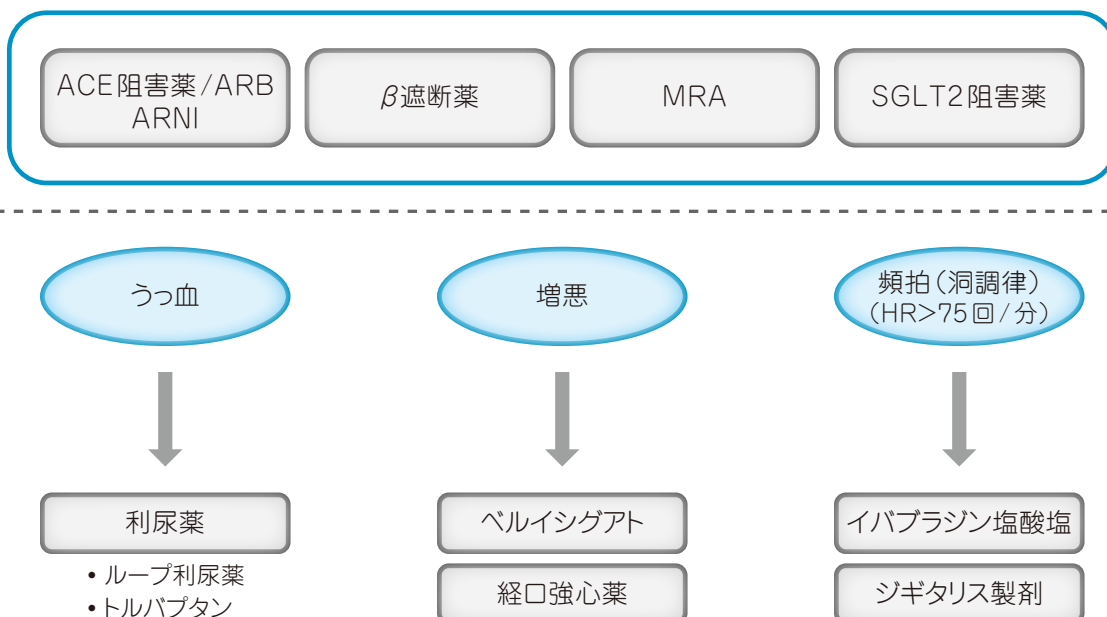 ACE阻害薬/ARB
ARNI
β遮断薬
MRA
SGLT2阻害薬
うっ血
増悪
頻拍（洞調律）
（HR>75回/分）
利尿薬
• ループ利尿薬
• トルバプタン
ベルイシグアト
経口強心薬
イバブラジン塩酸塩
ジギタリス製剤